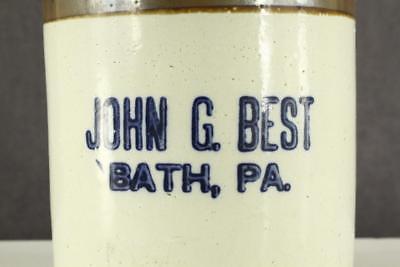 JOHN G. BEST
BATH, PA.